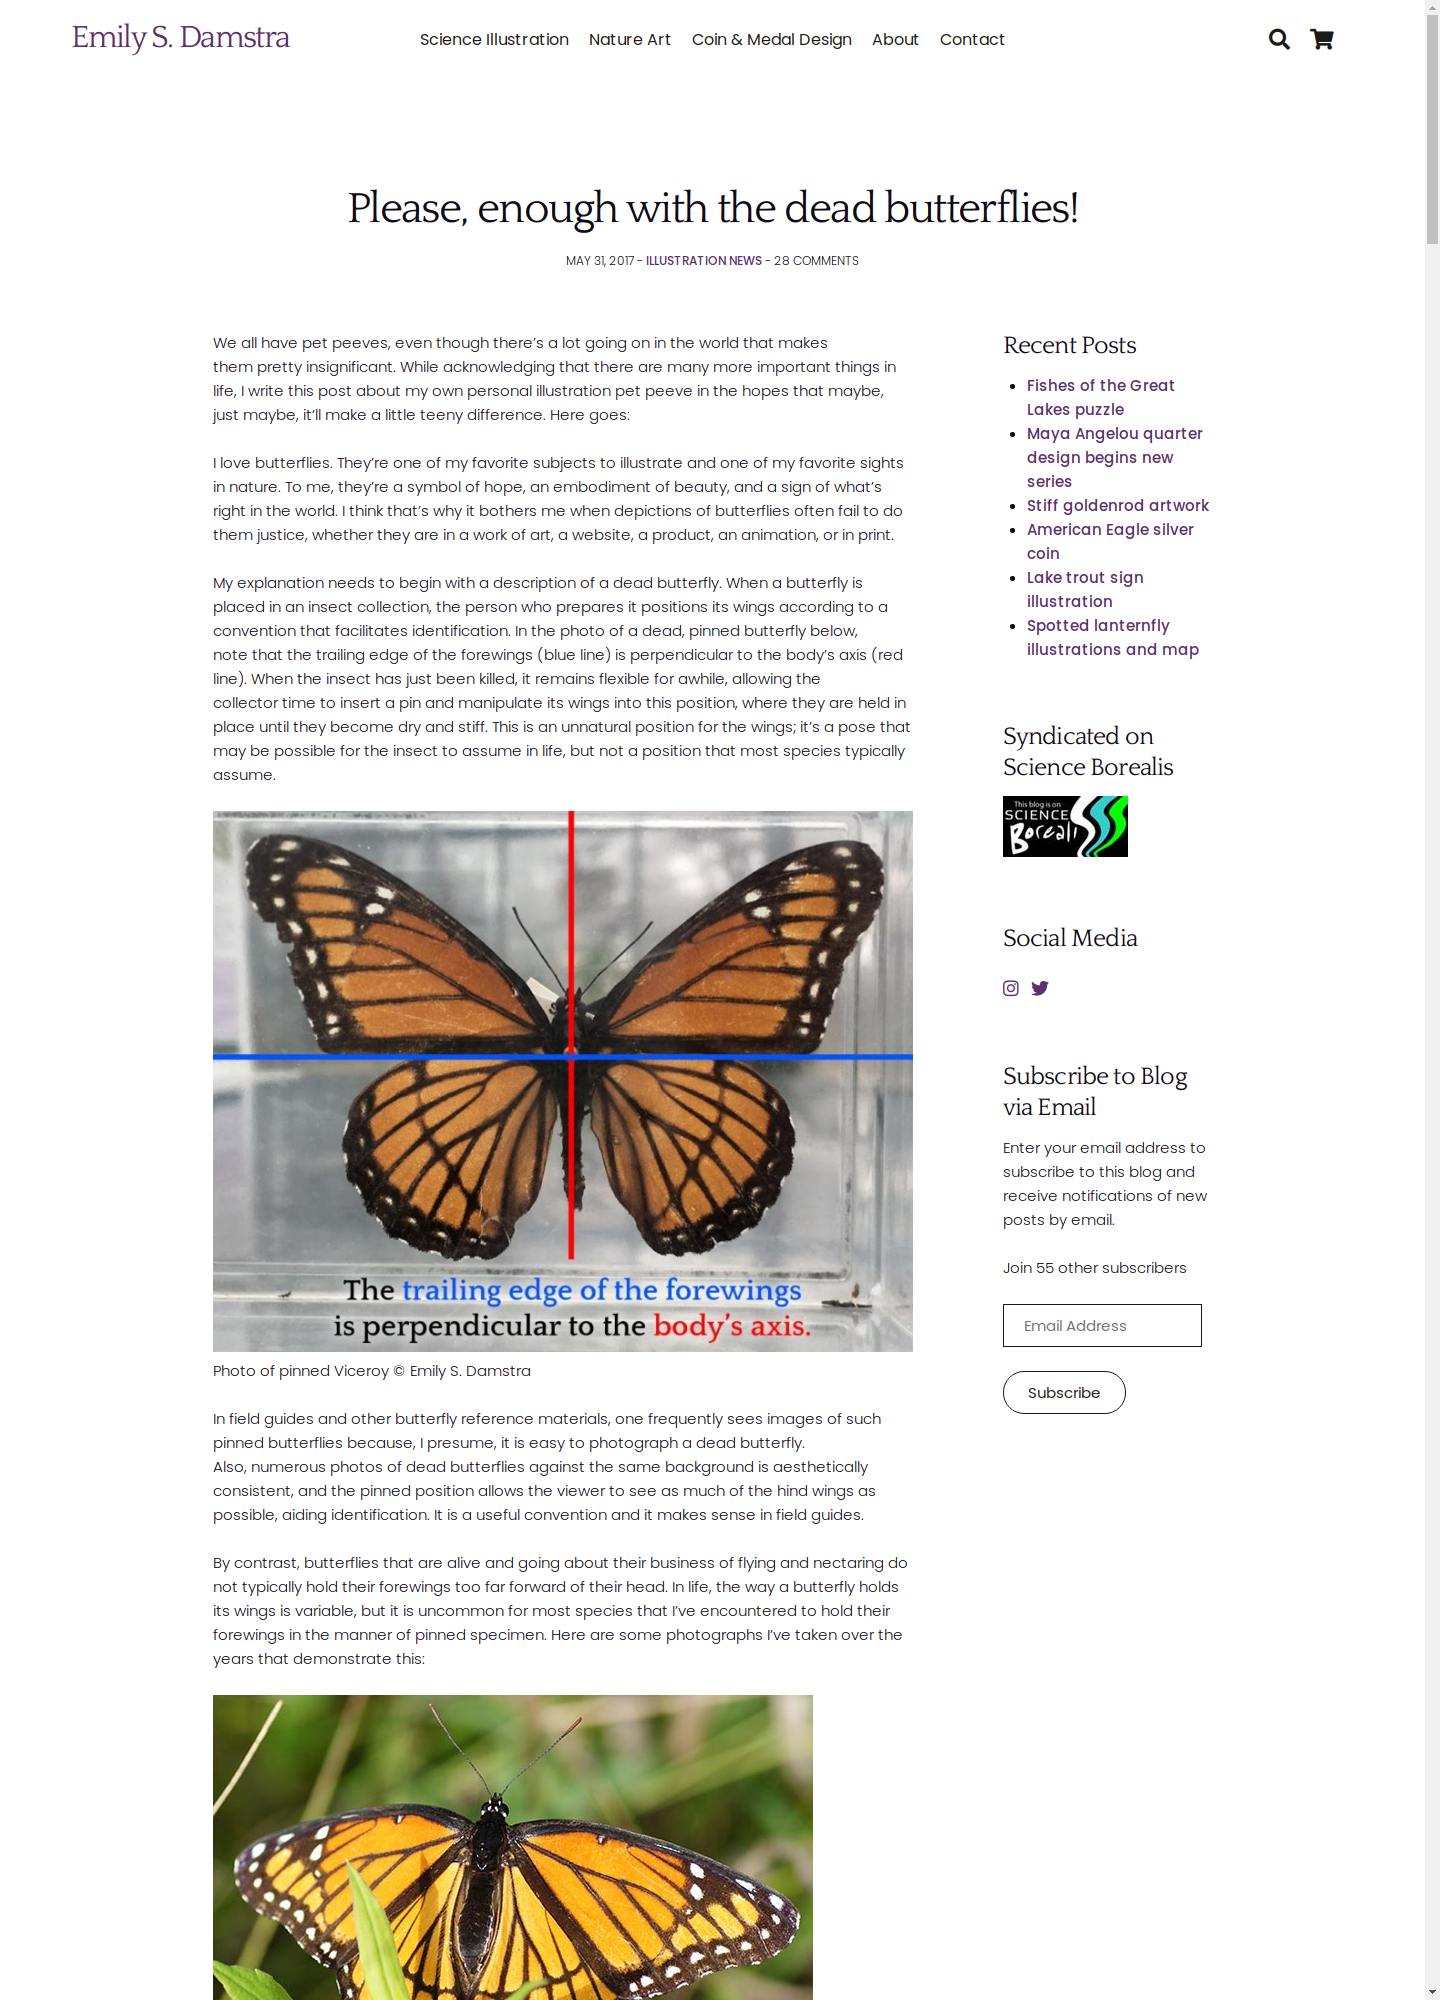 Emily S. Damstra
Science Illustration
Nature Art
Coin & Medal Design
About
Contact
Please, enough with the dead butterflies!
MAY 31, 2017 - ILLUSTRATION NEWS - 28 COMMENTS
We all have pet peeves, even though there’s a lot going on in the world that makes
them pretty insignificant. While acknowledging that there are many more important things in
life, I write this post about my own personal illustration pet peeve in the hopes that maybe,
just maybe, it’ll make a little teeny difference. Here goes:
I love butterflies. They’re one of my favorite subjects to illustrate and one of my favorite sights
in nature. To me, they’re a symbol of hope, an embodiment of beauty, and a sign of what’s
right in the world. I think that’s why it bothers me when depictions of butterflies often fail to do
them justice, whether they are in a work of art, a website, a product, an animation, or in print.
My explanation needs to begin with a description of a dead butterfly. When a butterfly is
placed in an insect collection, the person who prepares it positions its wings according to a
convention that facilitates identification. In the photo of a dead, pinned butterfly below,
note that the trailing edge of the forewings (blue line) is perpendicular to the body’s axis (red
line). When the insect has just been killed, it remains flexible for awhile, allowing the
collector time to insert a pin and manipulate its wings into this position, where they are held in
place until they become dry and stiff. This is an unnatural position for the wings; it’s a pose that
may be possible for the insect to assume in life, but not a position that most species typically
assume.
The trailing edge of the forewings
is perpendicular to the body’s axis.
Photo of pinned Viceroy © Emily S. Damstra
In field guides and other butterfly reference materials, one frequently sees images of such
pinned butterflies because, I presume, it is easy to photograph a dead butterfly.
Also, numerous photos of dead butterflies against the same background is aesthetically
consistent, and the pinned position allows the viewer to see as much of the hind wings as
possible, aiding identification. It is a useful convention and it makes sense in field guides.
By contrast, butterflies that are alive and going about their business of flying and nectaring do
not typically hold their forewings too far forward of their head. In life, the way a butterfly holds
its wings is variable, but it is uncommon for most species that I’ve encountered to hold their
forewings in the manner of pinned specimen. Here are some photographs I’ve taken over the
years that demonstrate this:
Recent Posts
Fishes of the Great
Lakes puzzle
Maya Angelou quarter
design begins new
series
Stiff goldenrod artwork
American Eagle silver
coin
Lake trout sign
illustration
Spotted lanternfly
illustrations and map
Syndicated on
Science Borealis
This blog is on
SCIENCE
Borealis
Social Media
Subscribe to Blog
via Email
Enter your email address to
subscribe to this blog and
receive notifications of new
posts by email.
Join 55 other subscribers
Email Address
Subscribe